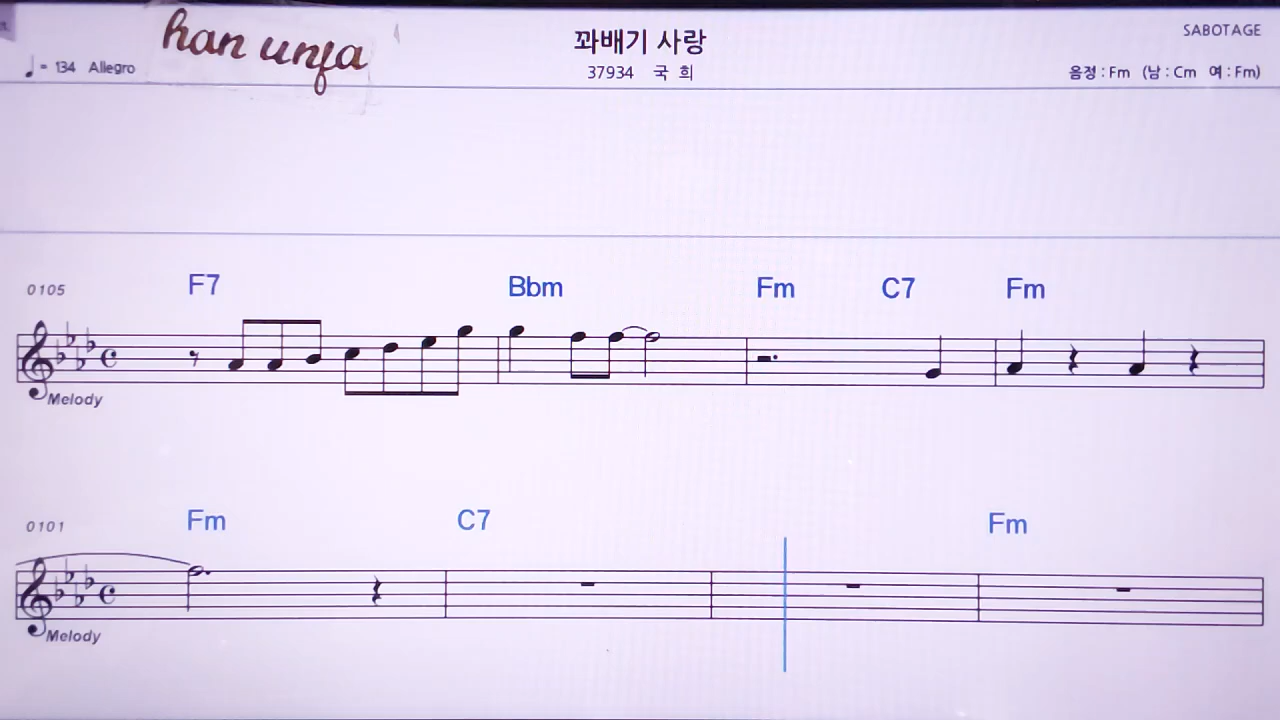 han unfa
꽈배기 사랑
SABOTAGE
♩= 134 Allegro
37934 국 희
음정 : Fm (남 : Cm 여 : Fm)
0105 F7 Bbm Fm C7 Fm
Melody
0101 Fm C7 Fm
Melody